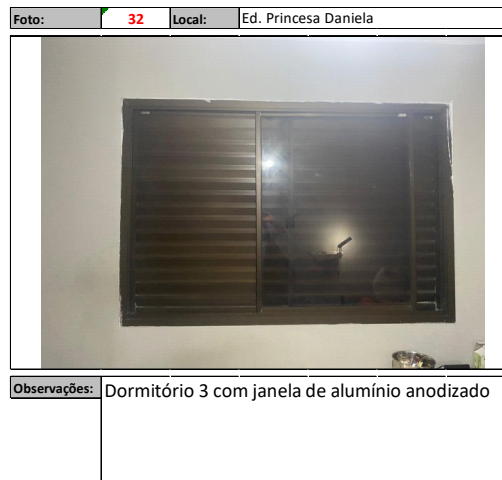 Foto: 32 Local: Ed. Princesa Daniela
Observações: Dormitório 3 com janela de alumínio anodizado